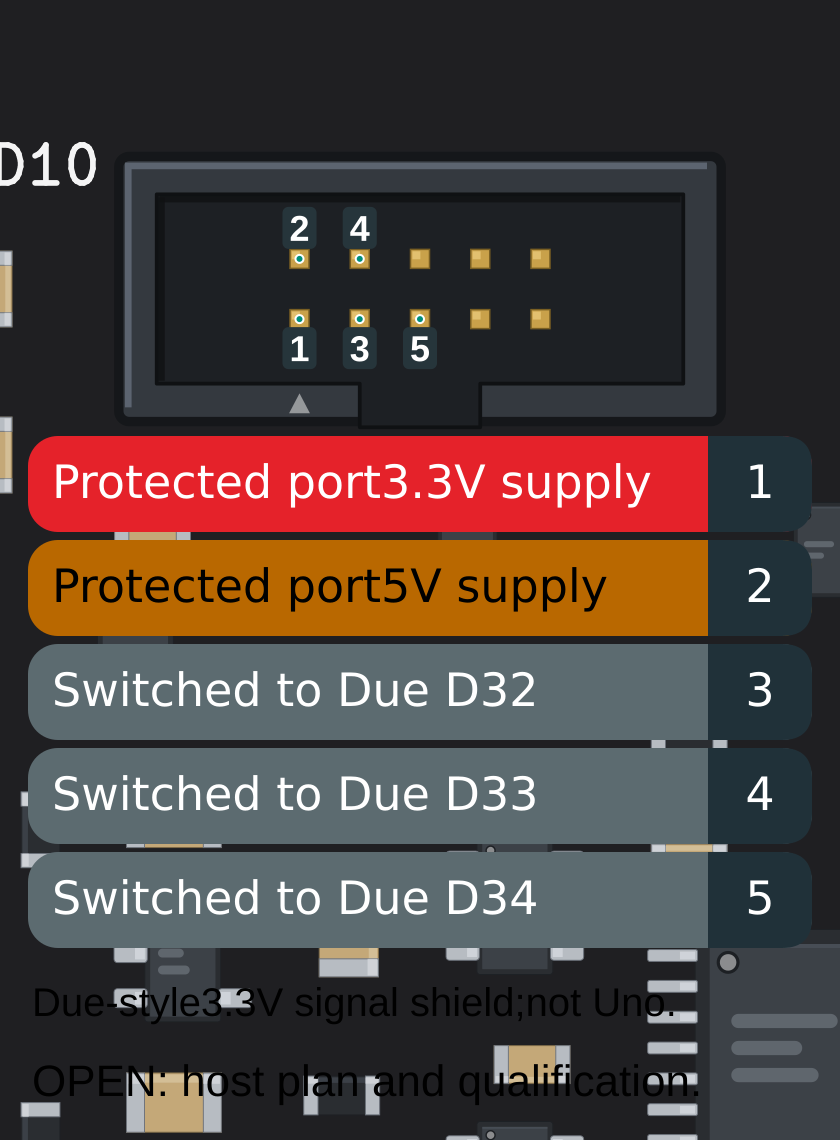 D10
2 4
1 3 5
Protected port3.3V supply 1
Protected port5V supply 2
Switched to Due D32 3
Switched to Due D33 4
Switched to Due D34 5
Due-style3.3V signal shield;not Uno.
OPEN: host plan and qualification.